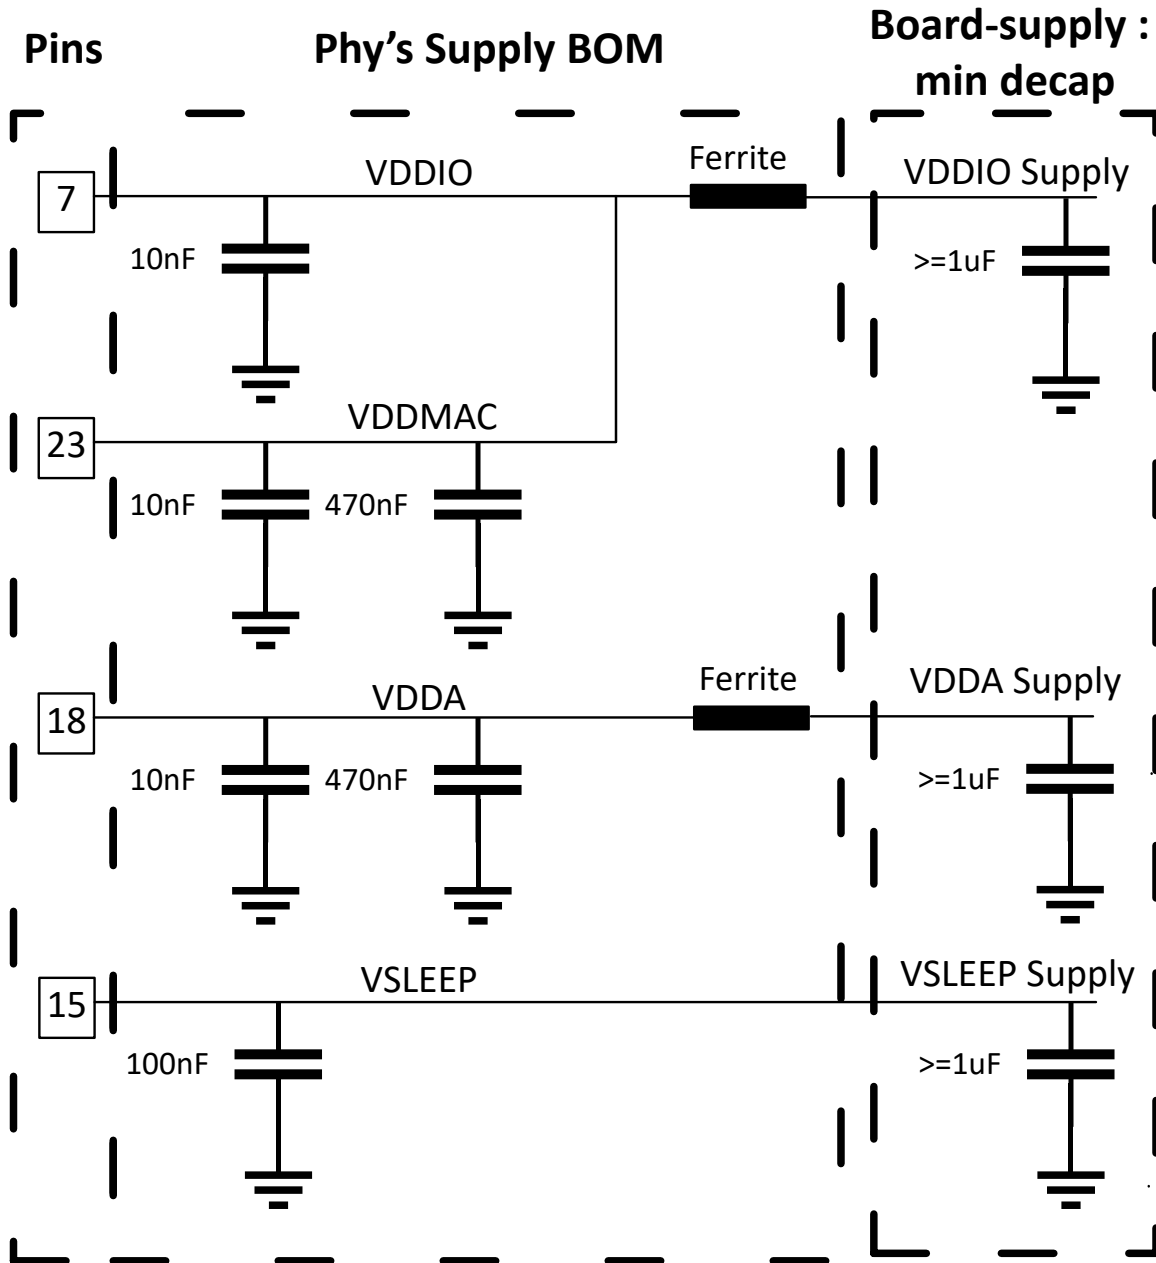 Pins
Phy's Supply BOM
Board-supply :
min decap
7
VDDIO
Ferrite
VDDIO Supply
10nF
>=1uF
23
VDDMAC
10nF
470nF
18
VDDA
Ferrite
VDDA Supply
10nF
470nF
>=1uF
15
VSLEEP
VSLEEP Supply
100nF
>=1uF